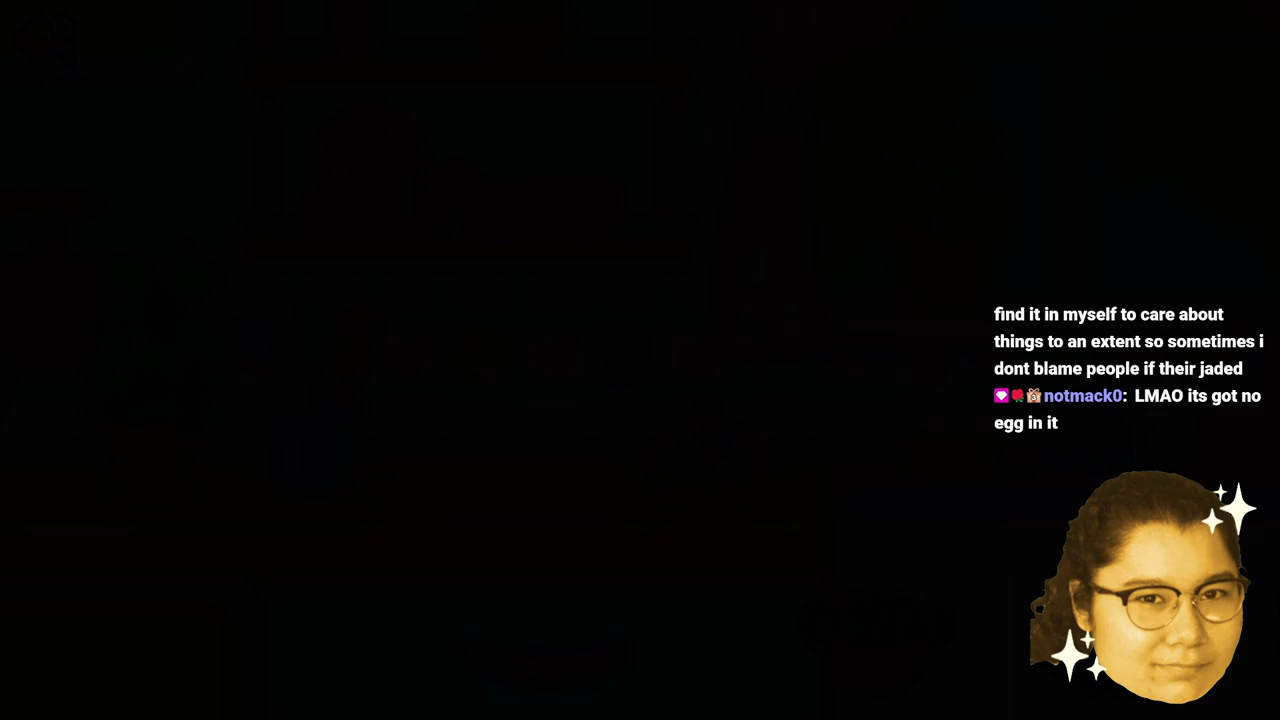 find it in myself to care about
things to an extent so sometimes i
dont blame people if their jaded
notmack0: LMAO its got no
egg in it